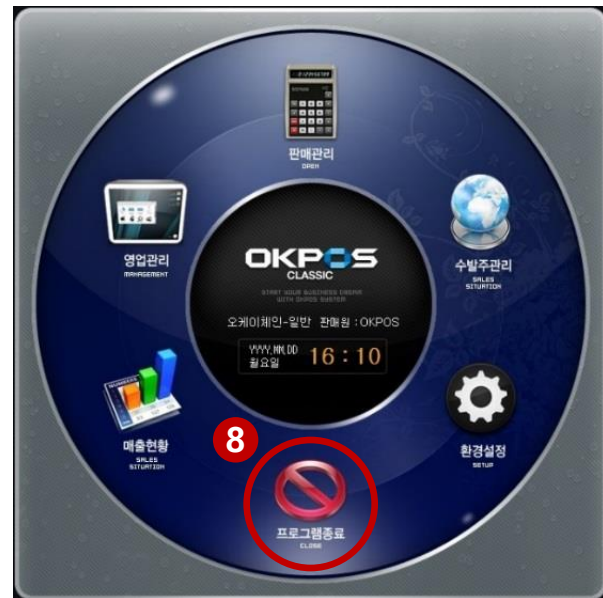 판매관리
OPEN
영업관리
MANAGEMENT
수발주관리
SALES
SITUATION
OKPOS
CLASSIC
START YOUR BUSINESS DREAM
WITH OKPOS SYSTEM
오케이체인-일반 판매원 : OKPOS
YYYY.MM.DD
월요일
16 : 10
매출현황
SALES
SITUATION
환경설정
SETUP
8
프로그램종료
CLOSE